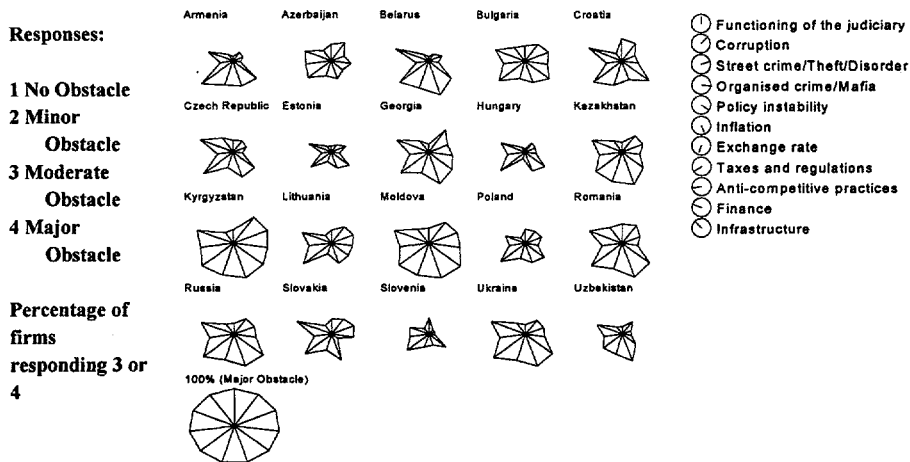 Responses:
1 No Obstacle
2 Minor
Obstacle
3 Moderate
Obstacle
4 Major
Obstacle
Percentage of
firms
responding 3 or
4
Armenia Azerbaijan Belarus Bulgaria Croatia
Czech Republic Estonia Georgia Hungary Kazakhstan
Kyrgyzstan Lithuania Moldova Poland Romania
Russia Slovakia Slovenia Ukraine Uzbekistan
100% (Major Obstacle)
Functioning of the judiciary
Corruption
Street crime/Theft/Disorder
Organised crime/Mafia
Policy instability
Inflation
Exchange rate
Taxes and regulations
Anti-competitive practices
Finance
Infrastructure